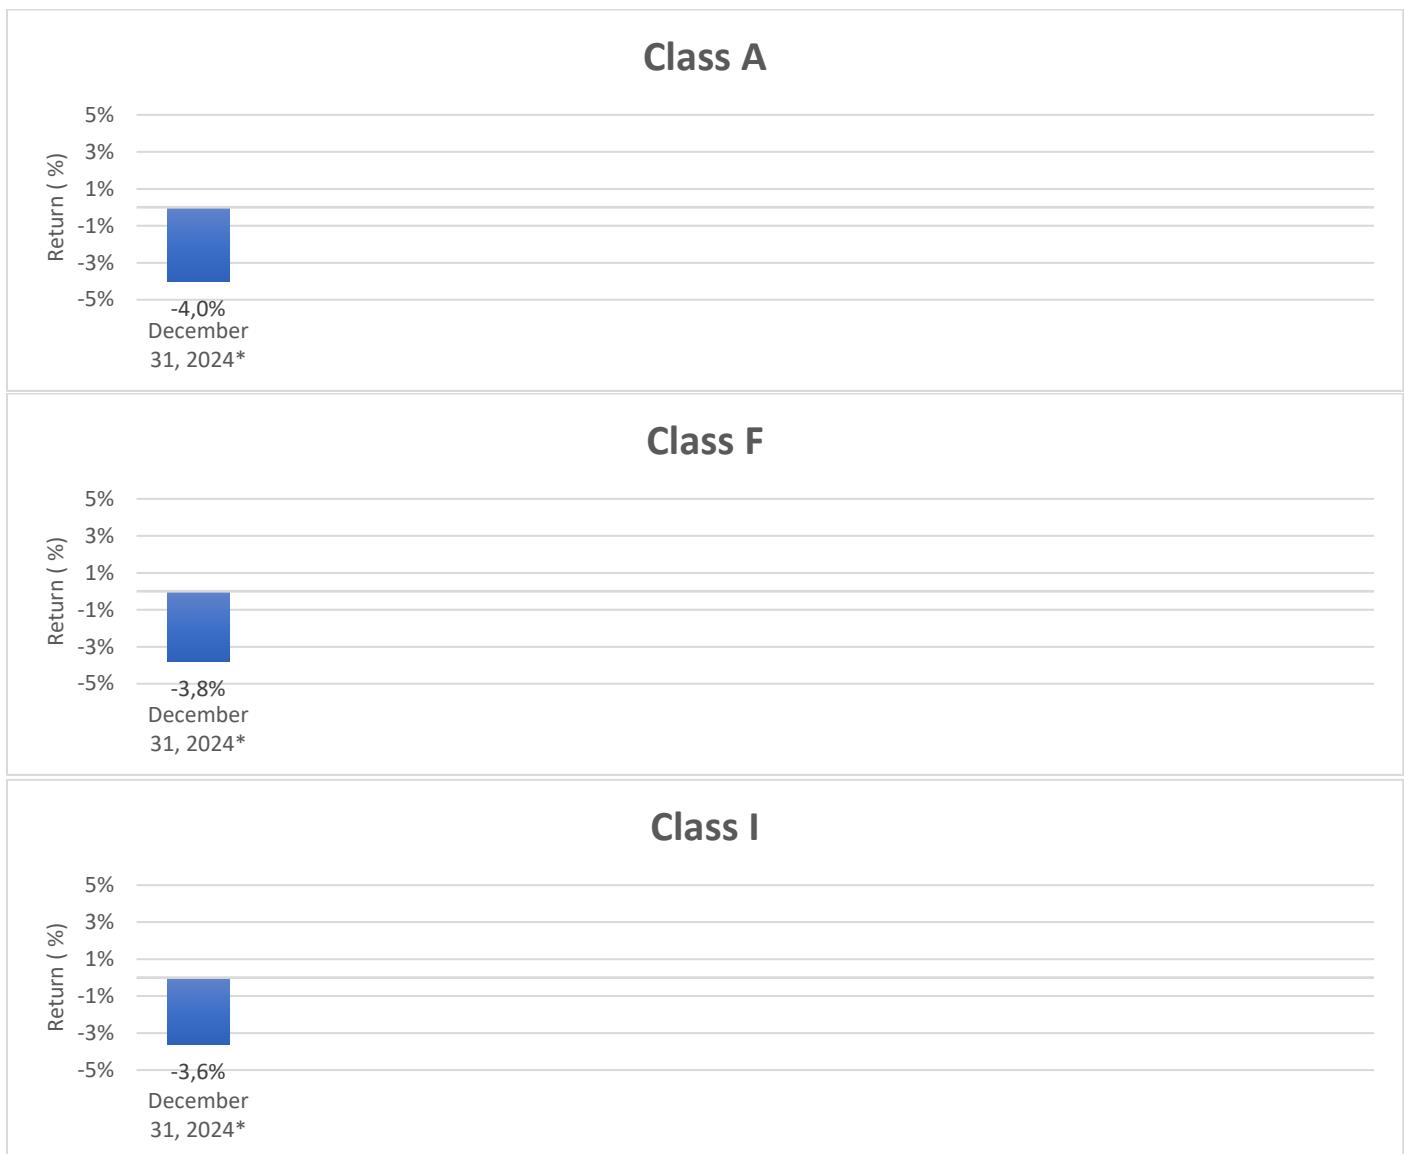 Class A
Return ( %)
5%
3%
1%
-1%
-3%
-5%
-4,0%
December
31, 2024*
Class F
Return ( %)
5%
3%
1%
-1%
-3%
-5%
-3,8%
December
31, 2024*
Class I
Return ( %)
5%
3%
1%
-1%
-3%
-5%
-3,6%
December
31, 2024*